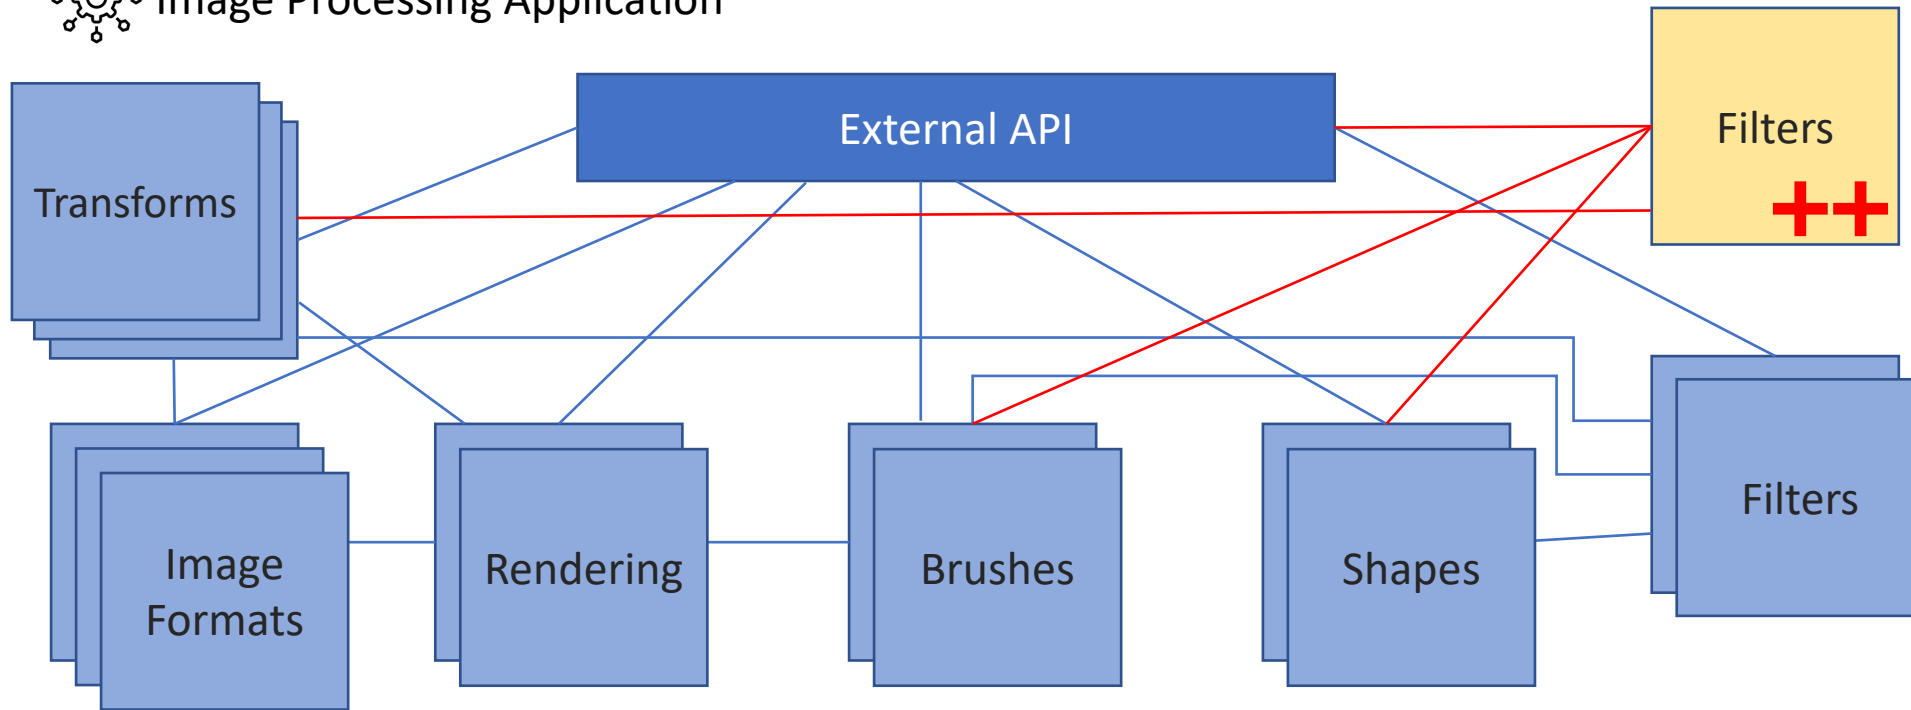 Image Processing Application
External API
Filters
++
Transforms
Image
Formats
Rendering
Brushes
Shapes
Filters